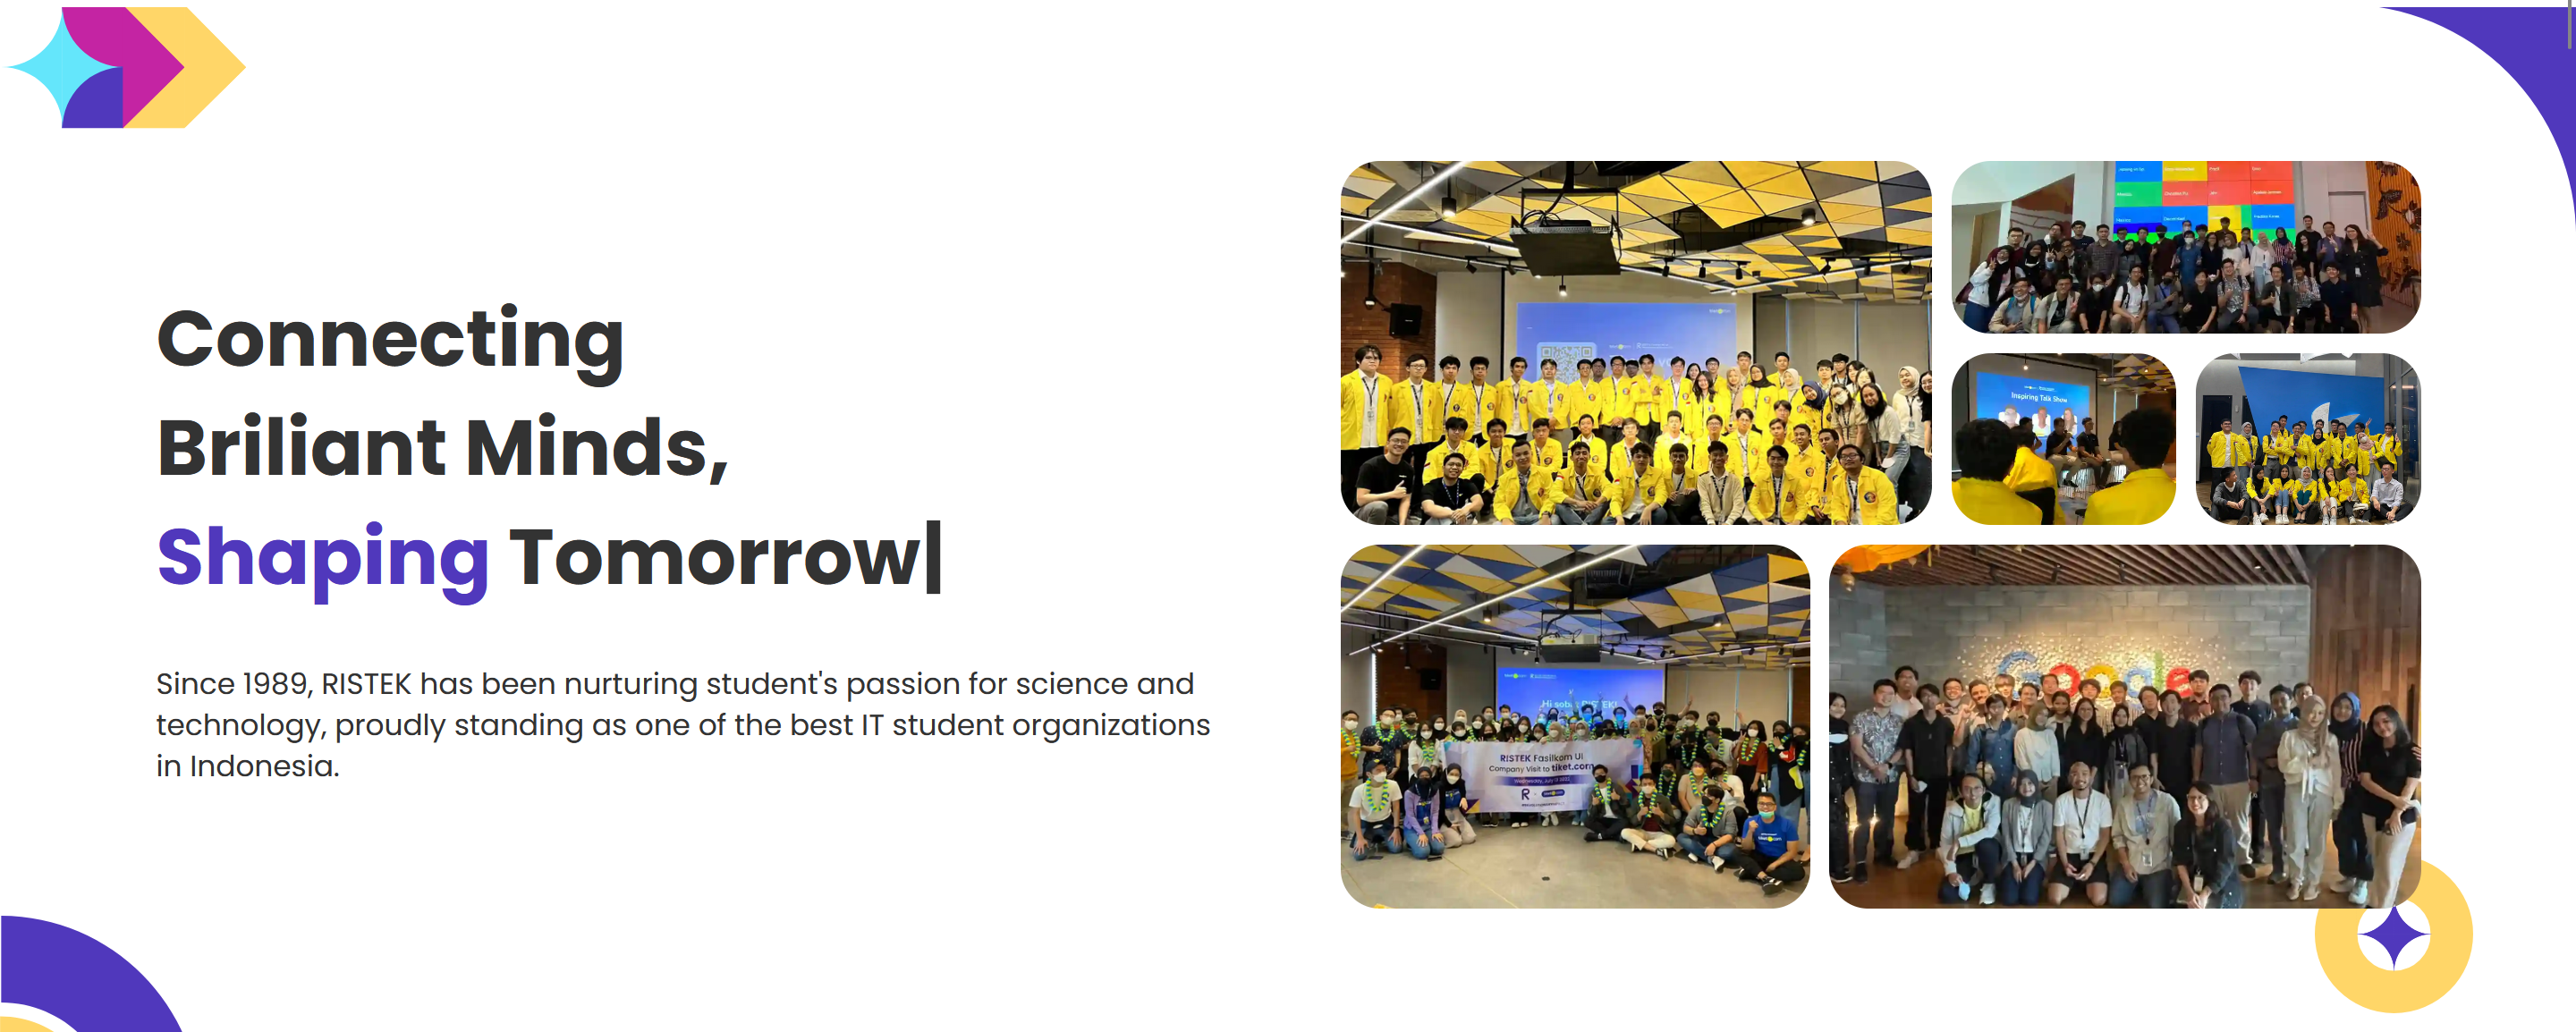 Connecting
Briliant Minds,
Shaping Tomorrow|
Since 1989, RISTEK has been nurturing student's passion for science and
technology, proudly standing as one of the best IT student organizations
in Indonesia.
Inspiring Talk Show
Google
RISTEK Fasilkom UI
Company Visit to tiket.com
R